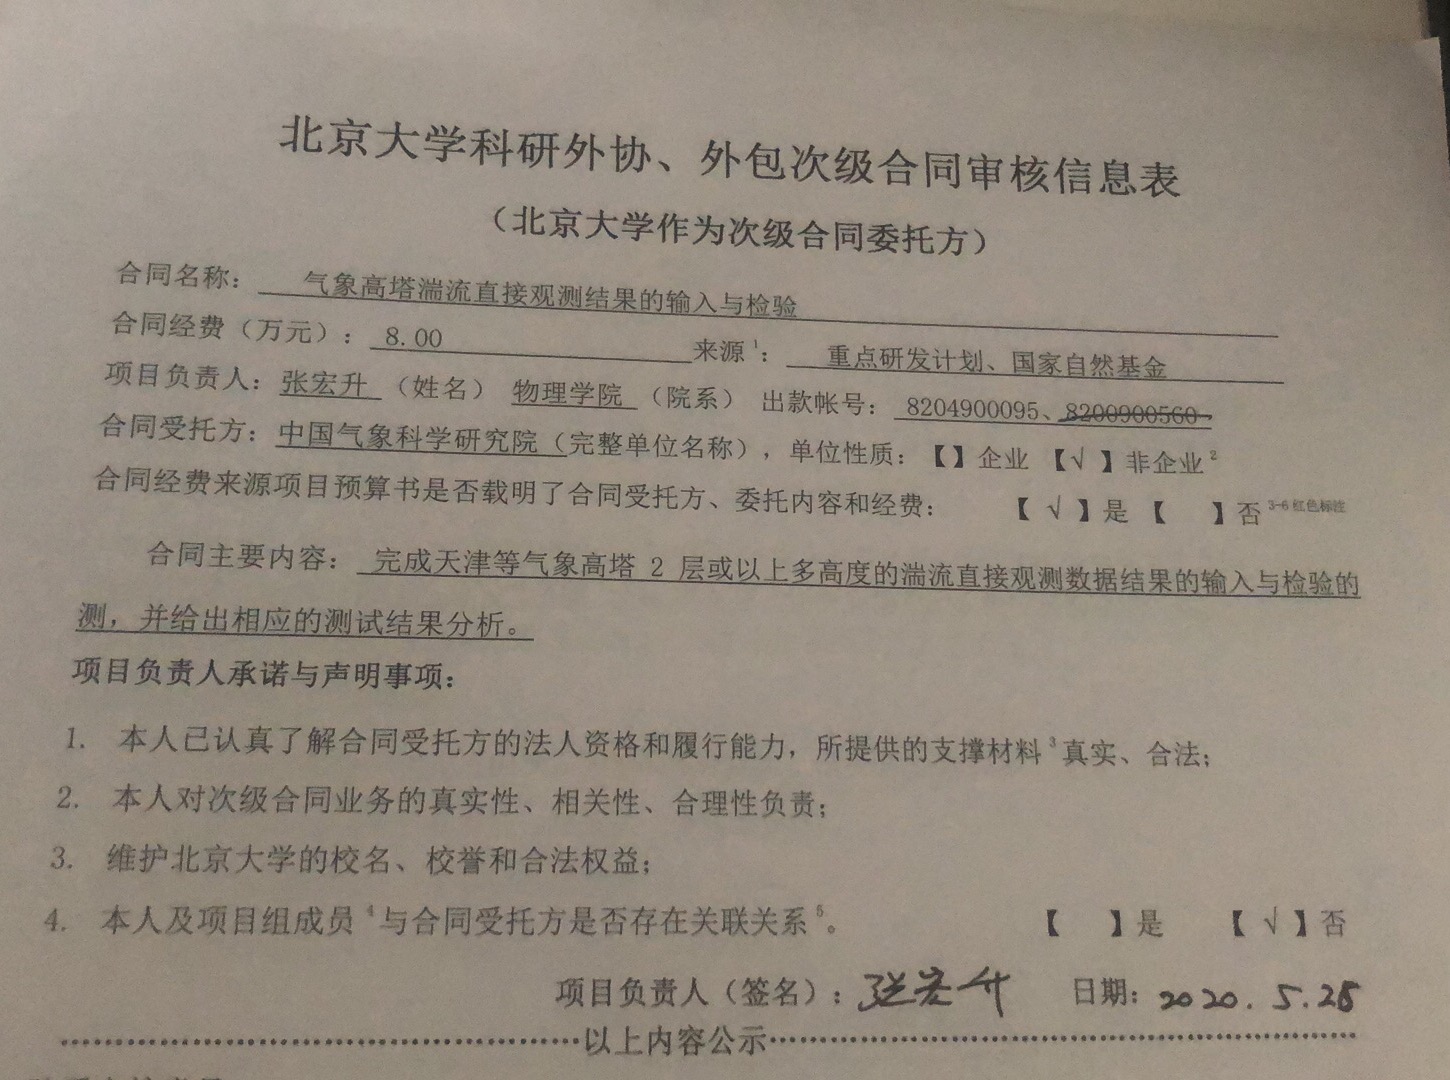 北京大学科研外协、外包次级合同审核信息表
（北京大学作为次级合同委托方）
合同名称： 气象高塔湍流直接观测结果的输入与检验
合同经费（万元）： 8.00 来源1： 重点研发计划、国家自然基金
项目负责人：张宏升 （姓名） 物理学院 （院系） 出款帐号： 8204900095、8200900560
合同受托方：中国气象科学研究院（完整单位名称），单位性质：【】企业 【√ 】非企业2
合同经费来源项目预算书是否载明了合同受托方、委托内容和经费： 【 √ 】是 【 】否3-6 红色标注
合同主要内容： 完成天津等气象高塔 2 层或以上多高度的湍流直接观测数据结果的输入与检验的
测，并给出相应的测试结果分析。
项目负责人承诺与声明事项：
1. 本人已认真了解合同受托方的法人资格和履行能力，所提供的支撑材料3真实、合法；
2. 本人对次级合同业务的真实性、相关性、合理性负责；
3. 维护北京大学的校名、校誉和合法权益；
4. 本人及项目组成员4与合同受托方是否存在关联关系5。 【 】是 【 √ 】否
项目负责人（签名）：张宏升 日期：2020.5.28
以上内容公示